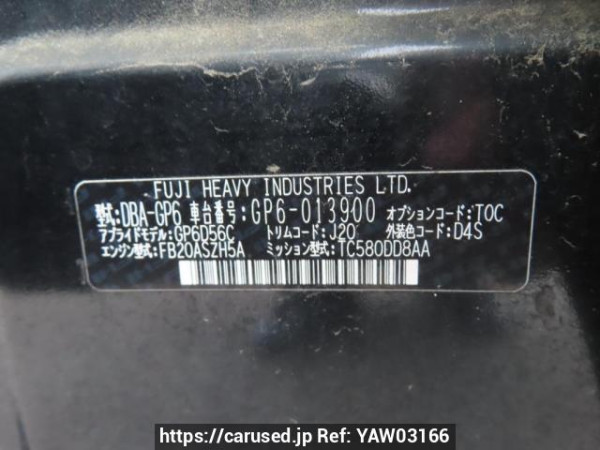 FUJI HEAVY INDUSTRIES LTD.
型式:DBA-GP6 車台番号:GP6-013900 オプションコード:TOC
アプライドモデル:GP6D56C トリムコード:J20 外装色コード:D4S
エンジン型式:FB20ASZH5A ミッション型式:TC580DD8AA
https://carused.jp Ref: YAW03166